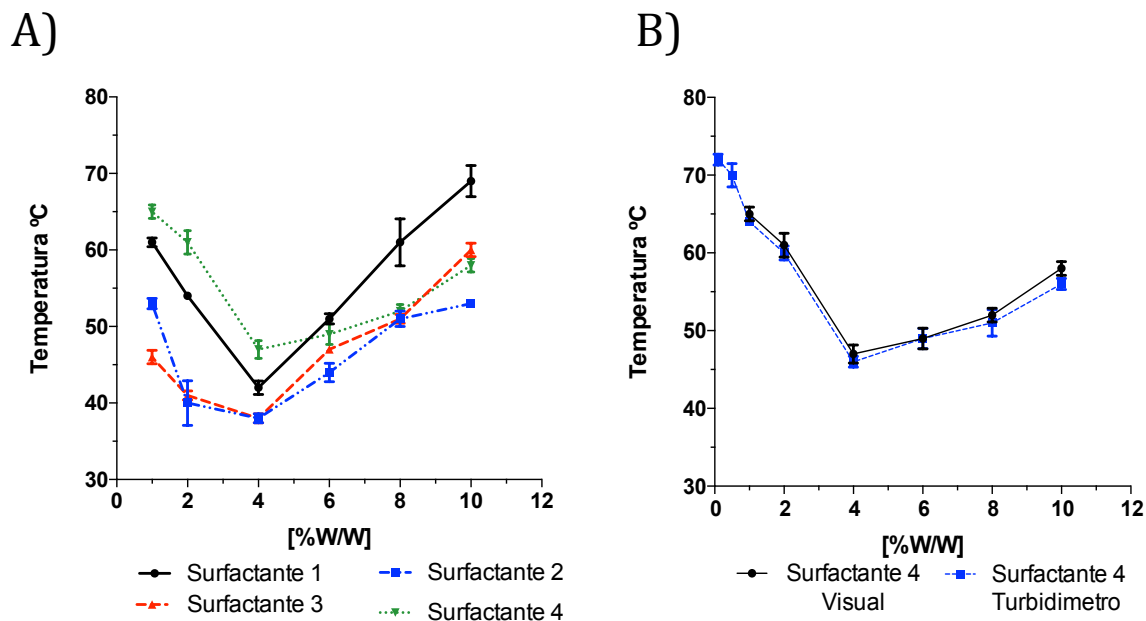 A)
B)
80
70
60
50
40
30
Temperatura ºC
0 2 4 6 8 10 12
[%W/W]
Surfactante 1
Surfactante 2
Surfactante 3
Surfactante 4
80
70
60
50
40
30
Temperatura ºC
0 2 4 6 8 10 12
[%W/W]
Surfactante 4
Visual
Surfactante 4
Turbidimetro